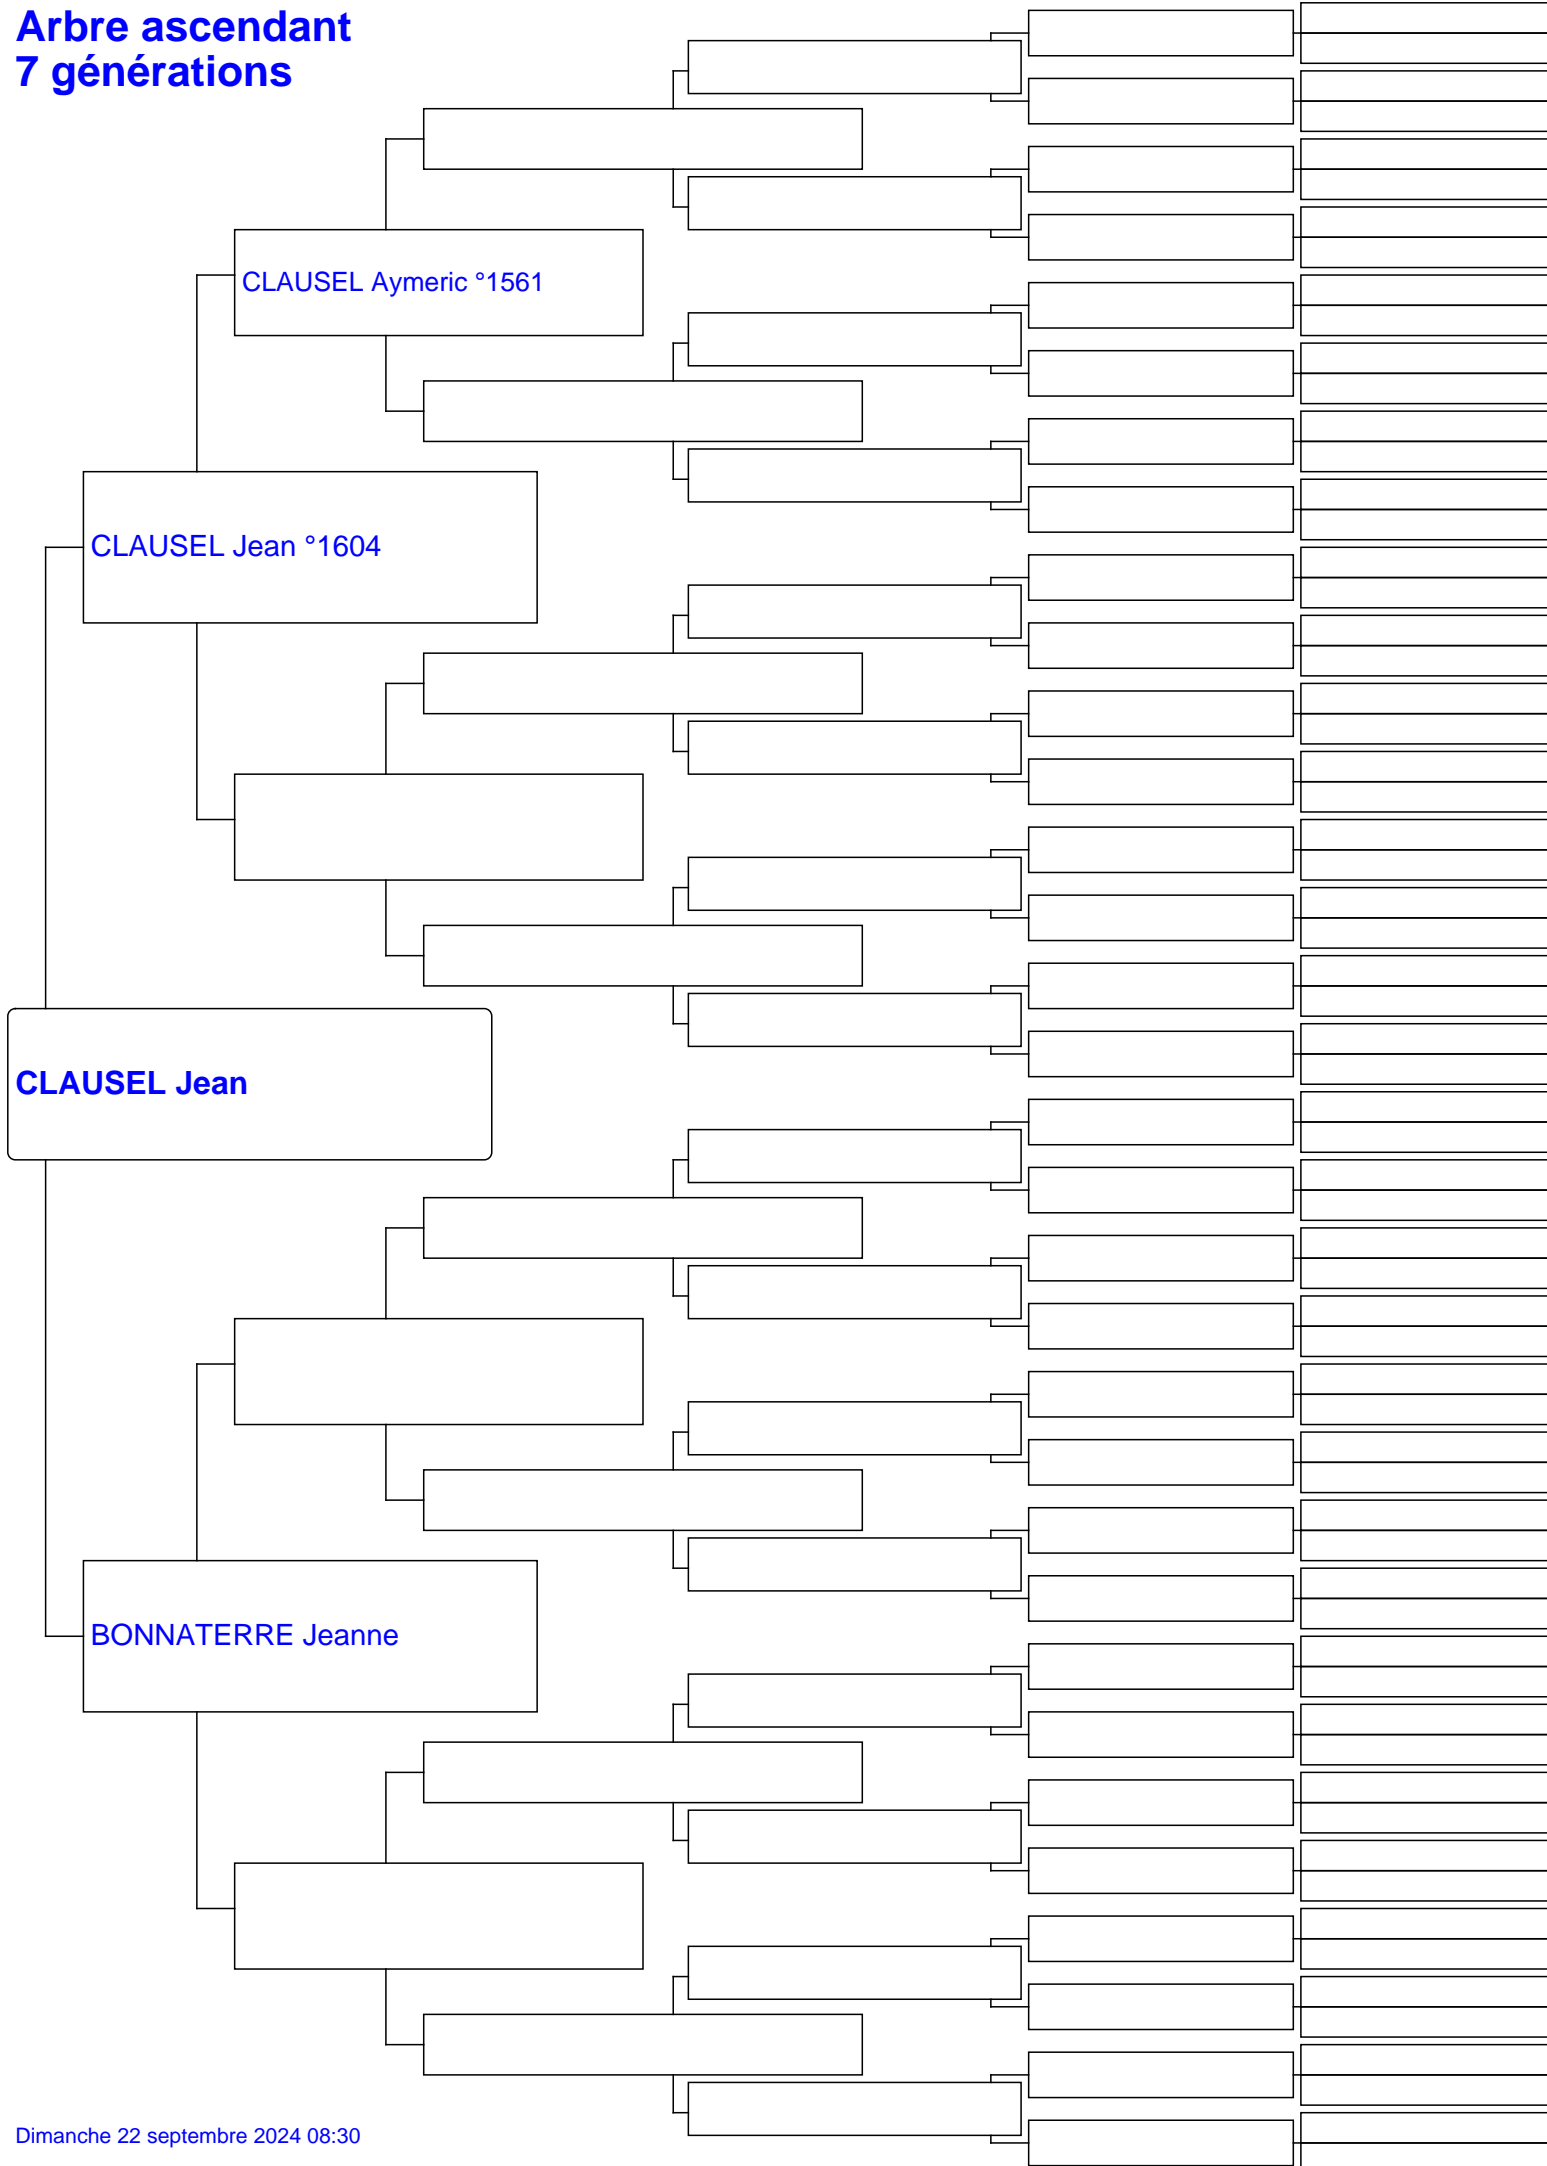 Arbre ascendant
7 générations
CLAUSEL Aymeric °1561
CLAUSEL Jean °1604
CLAUSEL Jean
BONNATERRE Jeanne
Dimanche 22 septembre 2024 08:30